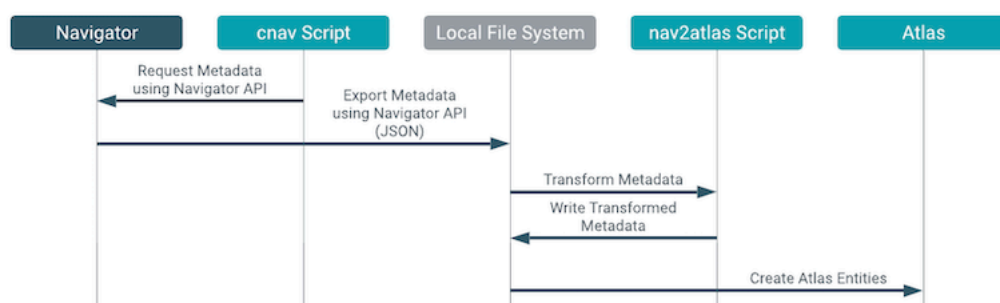 Navigator
cnav Script
Local File System
nav2atlas Script
Atlas
Request Metadata
using Navigator API
Export Metadata
using Navigator API
(JSON)
Transform Metadata
Write Transformed
Metadata
Create Atlas Entities